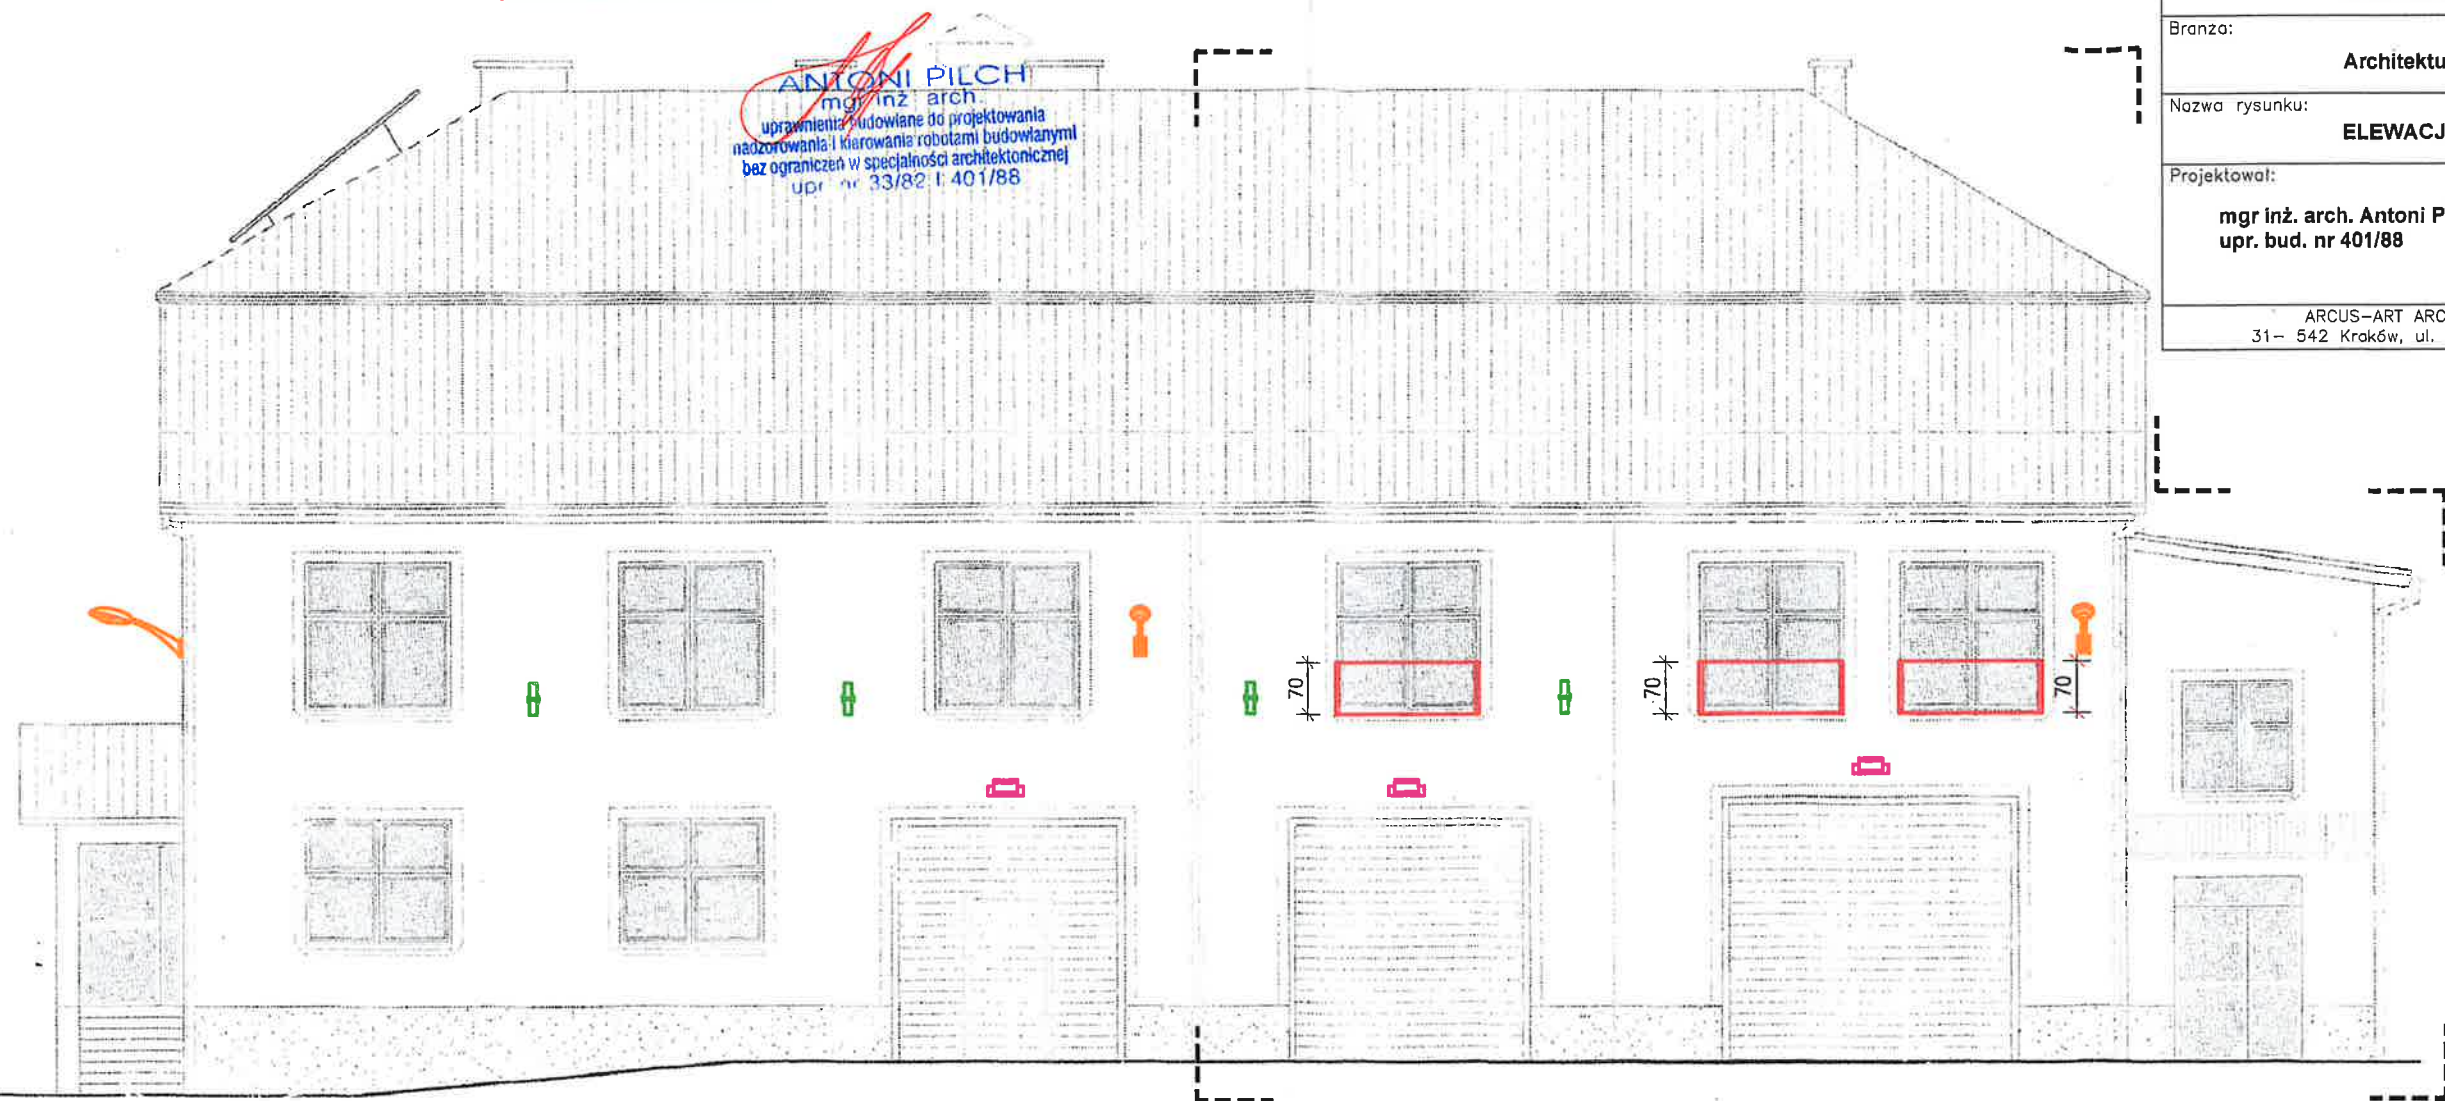 ANTONI PILCH
mgr inż arch.
uprawnienia budowlane do projektowania
nadzorowania i kierowania robotami budowlanymi
bez ograniczeń w specjalności architektonicznej
upr nr 33/82 i 401/88
Branża:
Architektu
Nazwa rysunku:
ELEWACJ
Projektował:
mgr inż. arch. Antoni P
upr. bud. nr 401/88
ARCUS-ART ARC
31- 542 Kraków, ul.
70
70
70